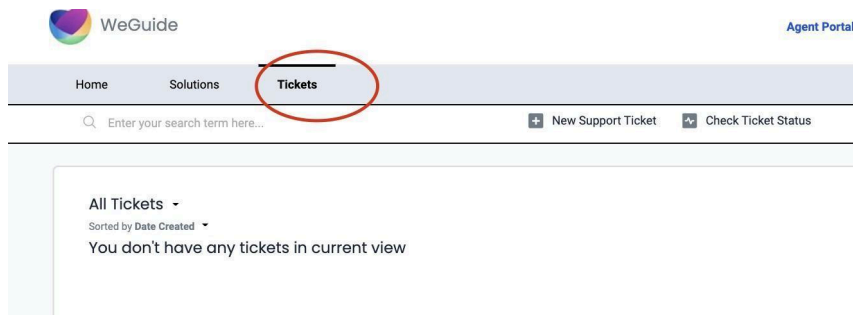 WeGuide
Agent Portal
Home Solutions Tickets
Enter your search term here...
New Support Ticket Check Ticket Status
All Tickets
Sorted by Date Created
You don't have any tickets in current view